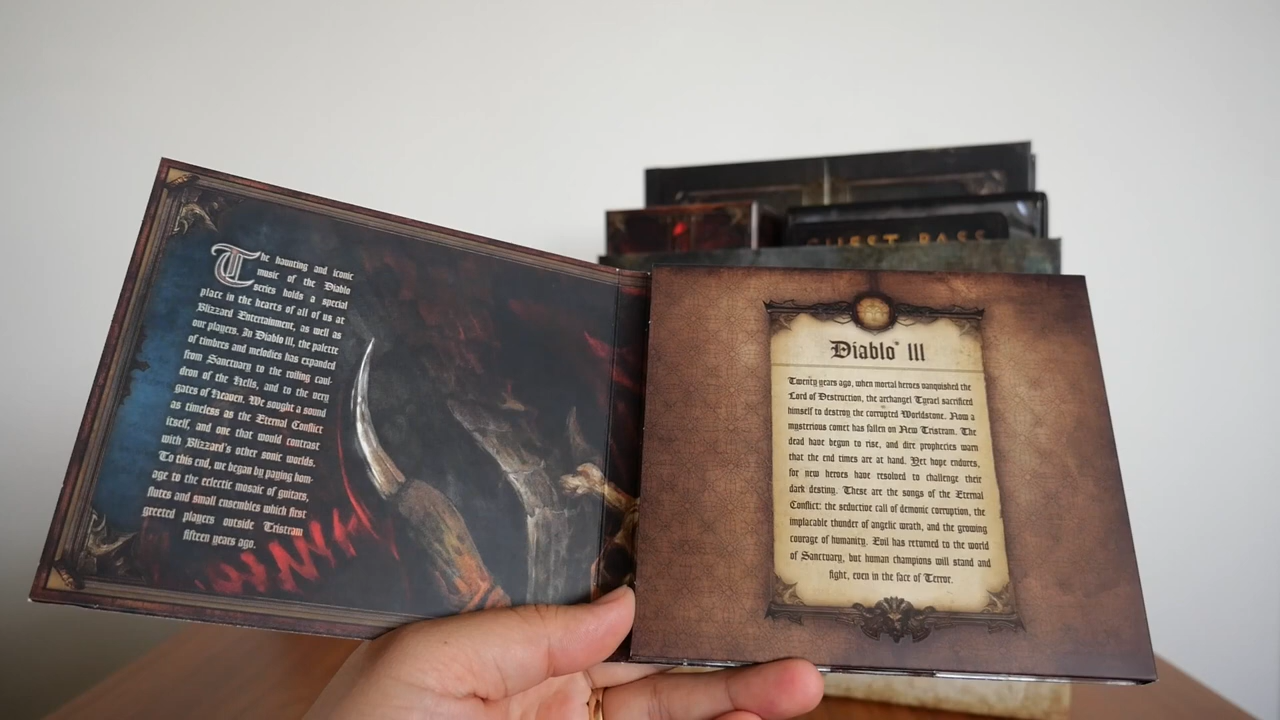 The haunting and iconic
music of the Diablo
series holds a special
place in the hearts of all of us at
Blizzard Entertainment, as well as
our players. In Diablo III, the palette
of timbres and melodies has expanded
from Sanctuary to the roiling caul-
dron of the Hells, and to the very
gates of Heaven. We sought a sound
as timeless as the Eternal Conflict
itself, and one that would contrast
with Blizzard's other sonic worlds.
To this end, we began by paying hom-
age to the eclectic mosaic of guitars,
flutes and small ensembles which first
greeted players outside Tristram
fifteen years ago.
Diablo® III
Twenty years ago, when mortal heroes vanquished the
Lord of Destruction, the archangel Tyrael sacrificed
himself to destroy the corrupted Worldstone. Now a
mysterious comet has fallen on New Tristram. The
dead have begun to rise, and dire prophecies warn
that the end times are at hand. Yet hope endures,
for new heroes have resolved to challenge their
dark destiny. These are the songs of the Eternal
Conflict: the seductive call of demonic corruption, the
implacable thunder of angelic wrath, and the growing
courage of humanity. Evil has returned to the world
of Sanctuary, but human champions will stand and
fight, even in the face of Terror.
GUEST PASS